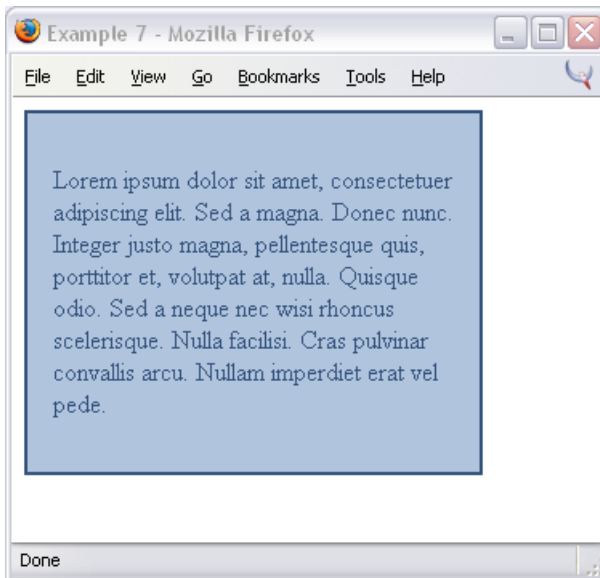 Example 7 - Mozilla Firefox
File Edit View Go Bookmarks Tools Help
Lorem ipsum dolor sit amet, consectetuer
adipiscing elit. Sed a magna. Donec nunc.
Integer justo magna, pellentesque quis,
porttitor et, volutpat at, nulla. Quisque
odio. Sed a neque nec wisi rhoncus
scelerisque. Nulla facilisi. Cras pulvinar
convallis arcu. Nullam imperdiet erat vel
pede.
Done